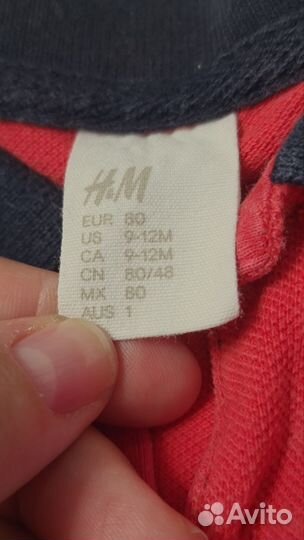 H&M
EUR 80
US 9-12M
CA 9-12M
CN 80/48
MX 80
AUS 1
Avito